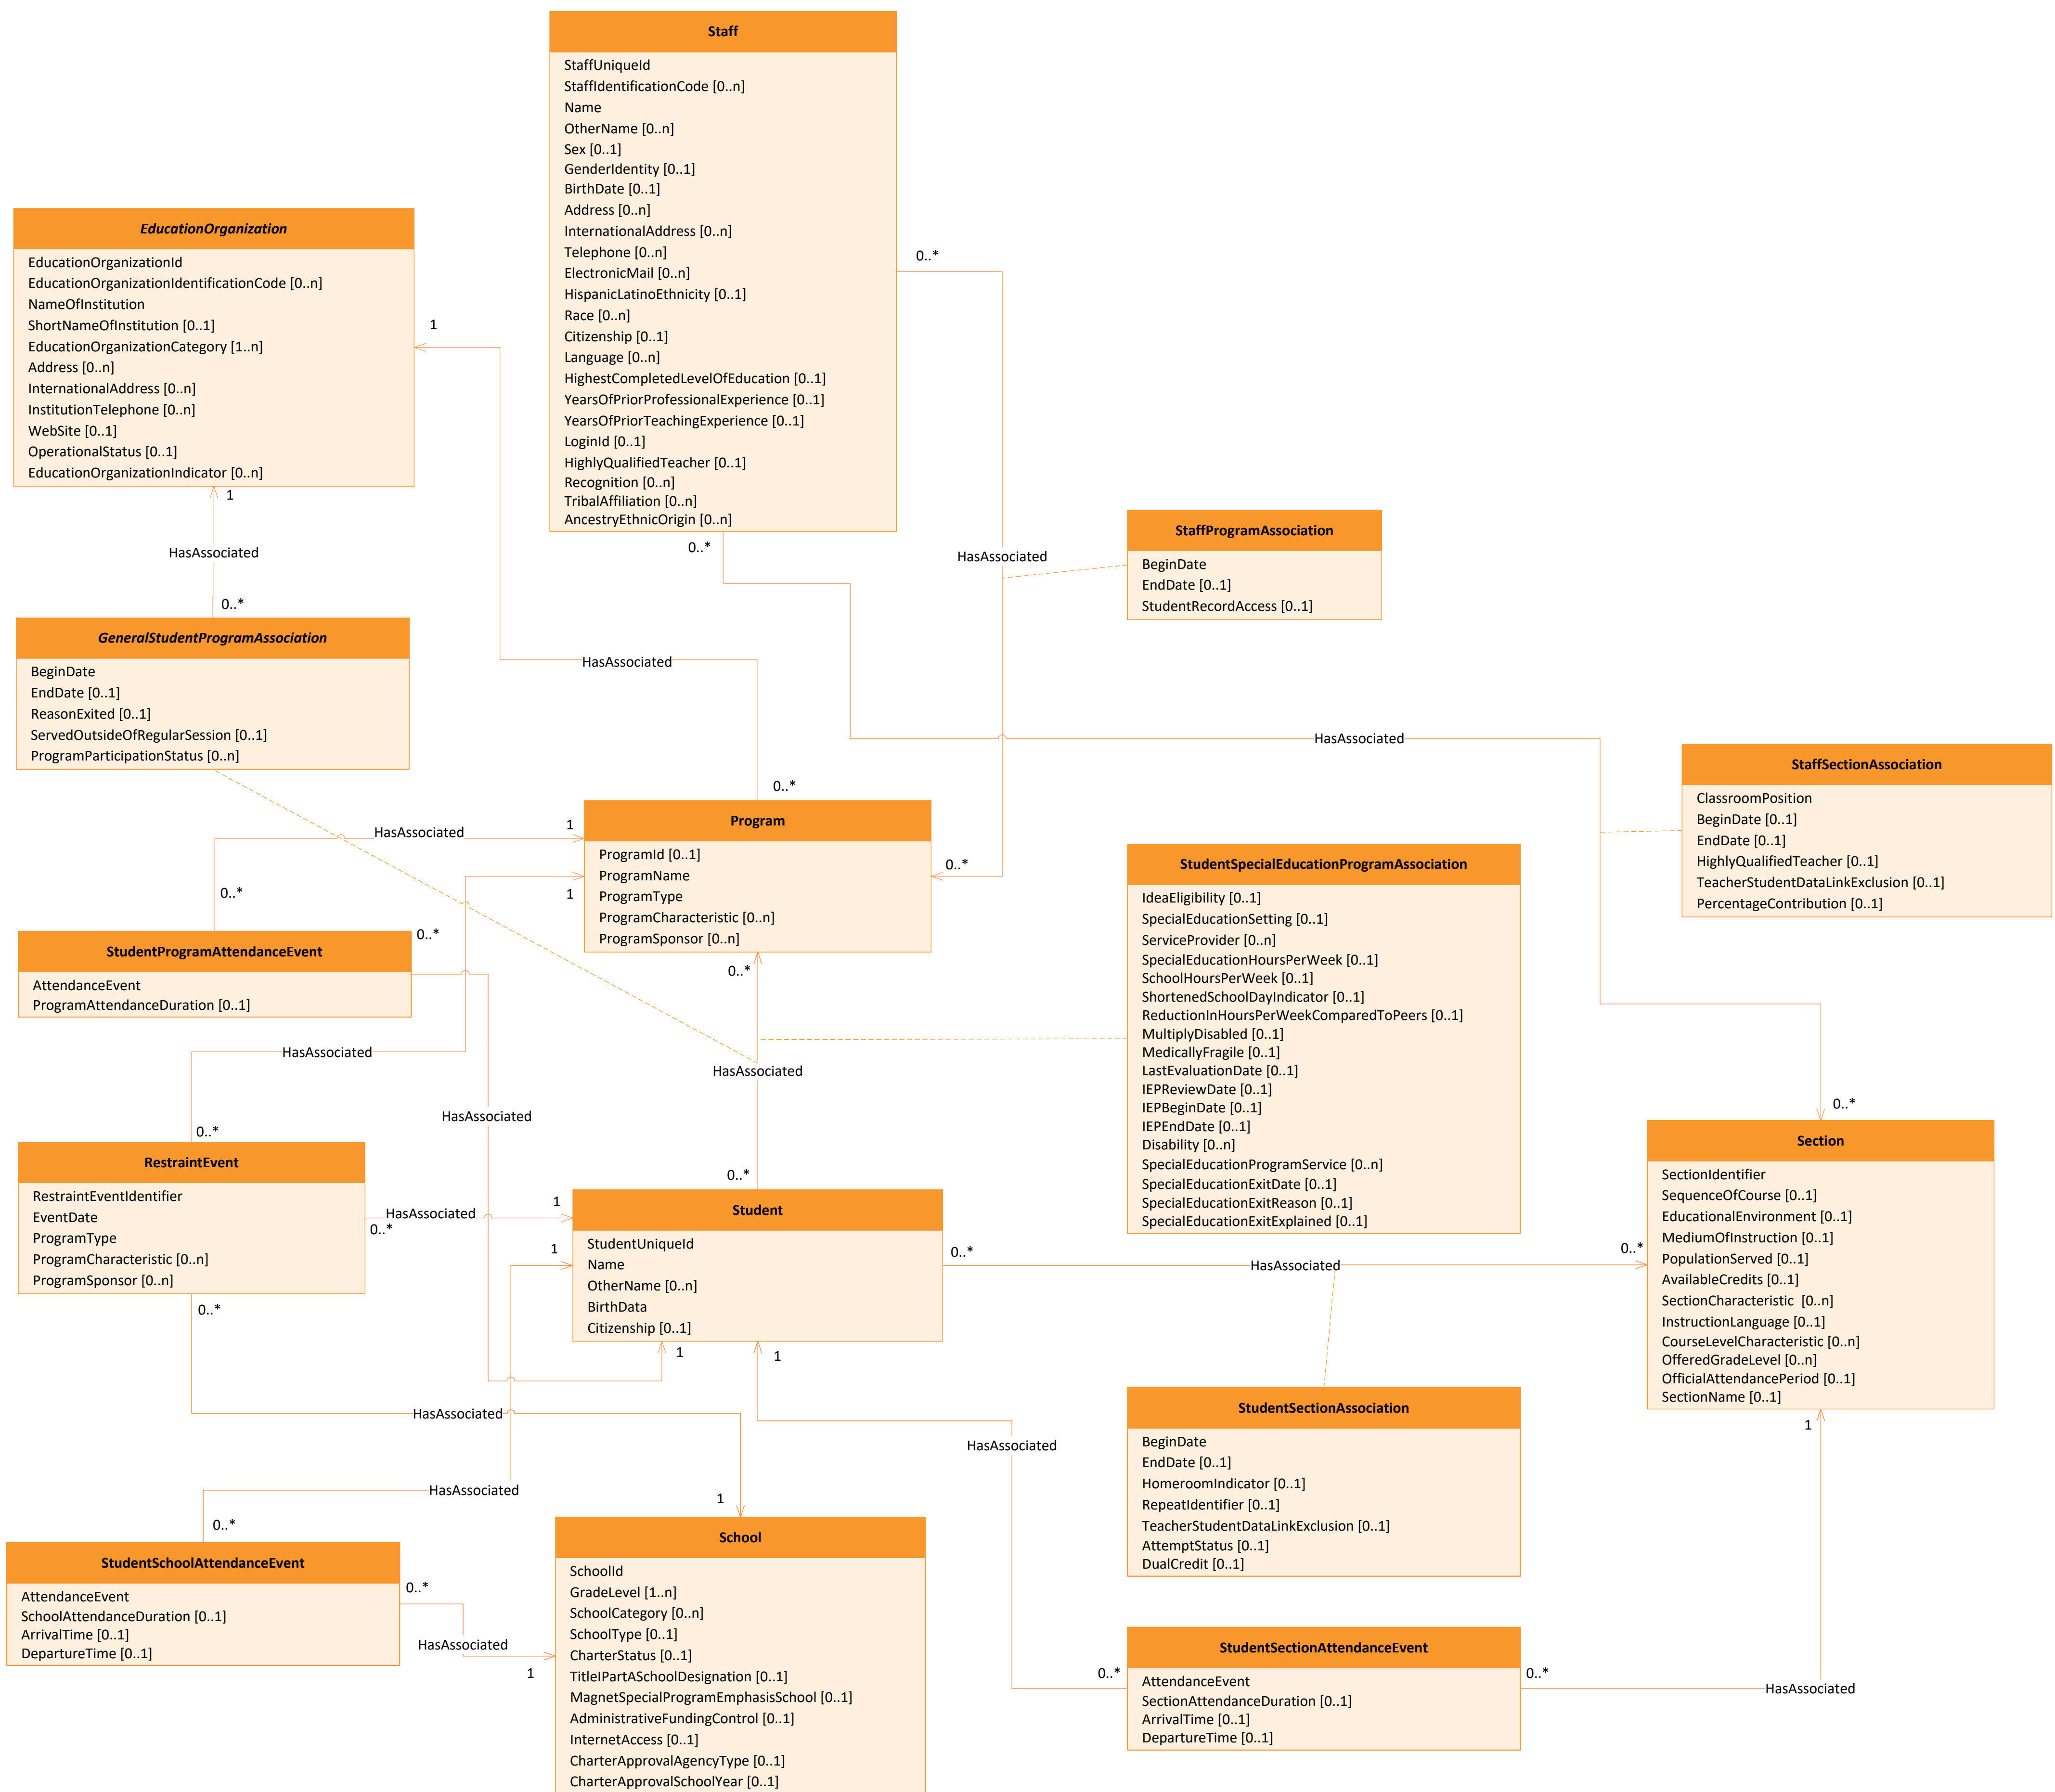 Staff
StaffUniqueId
StaffIdentificationCode [0..n]
Name
OtherName [0..n]
Sex [0..1]
GenderIdentity [0..1]
BirthDate [0..1]
Address [0..n]
InternationalAddress [0..n]
Telephone [0..n]
ElectronicMail [0..n]
HispanicLatinoEthnicity [0..1]
Race [0..n]
Citizenship [0..1]
Language [0..n]
HighestCompletedLevelOfEducation [0..1]
YearsOfPriorProfessionalExperience [0..1]
YearsOfPriorTeachingExperience [0..1]
LoginId [0..1]
HighlyQualifiedTeacher [0..1]
Recognition [0..n]
TribalAffiliation [0..n]
AncestryEthnicOrigin [0..n]
0..*
0..*
EducationOrganization
EducationOrganizationId
EducationOrganizationIdentificationCode [0..n]
NameOfInstitution
ShortNameOfInstitution [0..1]
EducationOrganizationCategory [1..n]
Address [0..n]
InternationalAddress [0..n]
InstitutionTelephone [0..n]
WebSite [0..1]
OperationalStatus [0..1]
EducationOrganizationIndicator [0..n]
1
1
HasAssociated
0..*
HasAssociated
StaffProgramAssociation
BeginDate
EndDate [0..1]
StudentRecordAccess [0..1]
GeneralStudentProgramAssociation
BeginDate
EndDate [0..1]
ReasonExited [0..1]
ServedOutsideOfRegularSession [0..1]
ProgramParticipationStatus [0..n]
HasAssociated
HasAssociated
StaffSectionAssociation
ClassroomPosition
BeginDate [0..1]
EndDate [0..1]
HighlyQualifiedTeacher [0..1]
TeacherStudentDataLinkExclusion [0..1]
PercentageContribution [0..1]
0..*
HasAssociated
1
1
0..*
Program
ProgramId [0..1]
ProgramName
ProgramType
ProgramCharacteristic [0..n]
ProgramSponsor [0..n]
0..*
0..*
StudentSpecialEducationProgramAssociation
IdeaEligibility [0..1]
SpecialEducationSetting [0..1]
ServiceProvider [0..n]
SpecialEducationHoursPerWeek [0..1]
SchoolHoursPerWeek [0..1]
ShortenedSchoolDayIndicator [0..1]
ReductionInHoursPerWeekComparedToPeers [0..1]
MultiplyDisabled [0..1]
MedicallyFragile [0..1]
LastEvaluationDate [0..1]
IEPReviewDate [0..1]
IEPBeginDate [0..1]
IEPEndDate [0..1]
Disability [0..n]
SpecialEducationProgramService [0..n]
SpecialEducationExitDate [0..1]
SpecialEducationExitReason [0..1]
SpecialEducationExitExplained [0..1]
StudentProgramAttendanceEvent
AttendanceEvent
ProgramAttendanceDuration [0..1]
0..*
HasAssociated
HasAssociated
HasAssociated
0..*
RestraintEvent
RestraintEventIdentifier
EventDate
ProgramType
ProgramCharacteristic [0..n]
ProgramSponsor [0..n]
HasAssociated
0..*
0..*
0..*
1
1
Student
StudentUniqueId
Name
OtherName [0..n]
BirthData
Citizenship [0..1]
0..*
1
1
HasAssociated
0..*
0..*
Section
SectionIdentifier
SequenceOfCourse [0..1]
EducationalEnvironment [0..1]
MediumOfInstruction [0..1]
PopulationServed [0..1]
AvailableCredits [0..1]
SectionCharacteristic [0..n]
InstructionLanguage [0..1]
CourseLevelCharacteristic [0..n]
OfferedGradeLevel [0..n]
OfficialAttendancePeriod [0..1]
SectionName [0..1]
1
HasAssociated
HasAssociated
HasAssociated
StudentSectionAssociation
BeginDate
EndDate [0..1]
HomeroomIndicator [0..1]
RepeatIdentifier [0..1]
TeacherStudentDataLinkExclusion [0..1]
AttemptStatus [0..1]
DualCredit [0..1]
0..*
StudentSchoolAttendanceEvent
AttendanceEvent
SchoolAttendanceDuration [0..1]
ArrivalTime [0..1]
DepartureTime [0..1]
0..*
HasAssociated
1
1
School
SchoolId
GradeLevel [1..n]
SchoolCategory [0..n]
SchoolType [0..1]
CharterStatus [0..1]
TitleIPartASchoolDesignation [0..1]
MagnetSpecialProgramEmphasisSchool [0..1]
AdministrativeFundingControl [0..1]
InternetAccess [0..1]
CharterApprovalAgencyType [0..1]
CharterApprovalSchoolYear [0..1]
0..*
StudentSectionAttendanceEvent
AttendanceEvent
SectionAttendanceDuration [0..1]
ArrivalTime [0..1]
DepartureTime [0..1]
0..*
HasAssociated